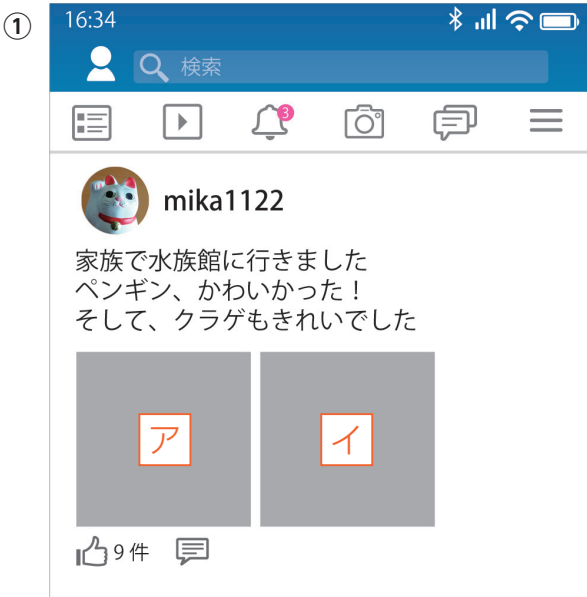 ①
16:34
検索
3
mika1122
家族で水族館に行きました
ペンギン、かわいかった！
そして、クラゲもきれいでした
ア
イ
9件